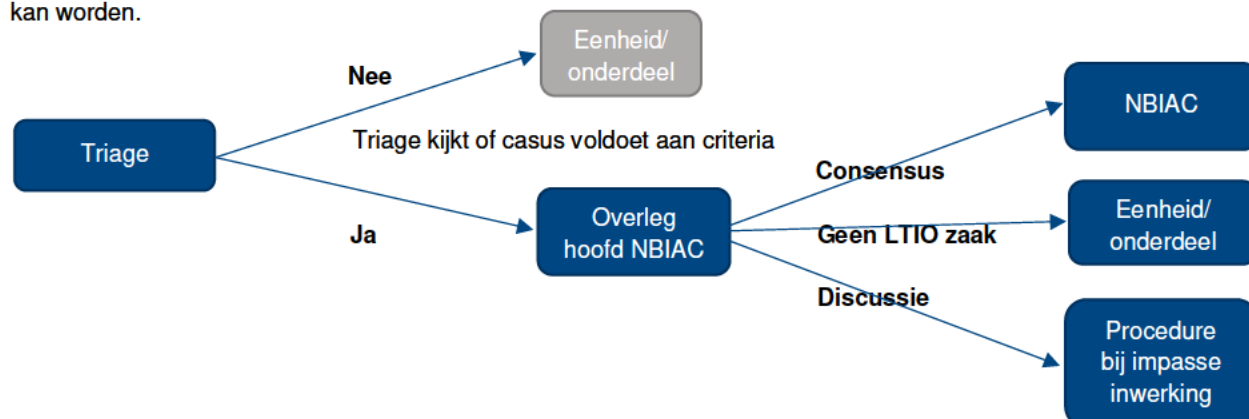 kan worden.
Eenheid/
onderdeel
Nee
NBIAC
Triage
Triage kijkt of casus voldoet aan criteria
Consensus
Overleg
hoofd NBIAC
Eenheid/
onderdeel
Ja
Geen LTIO zaak
Discussie
Procedure
bij impasse
inwerking